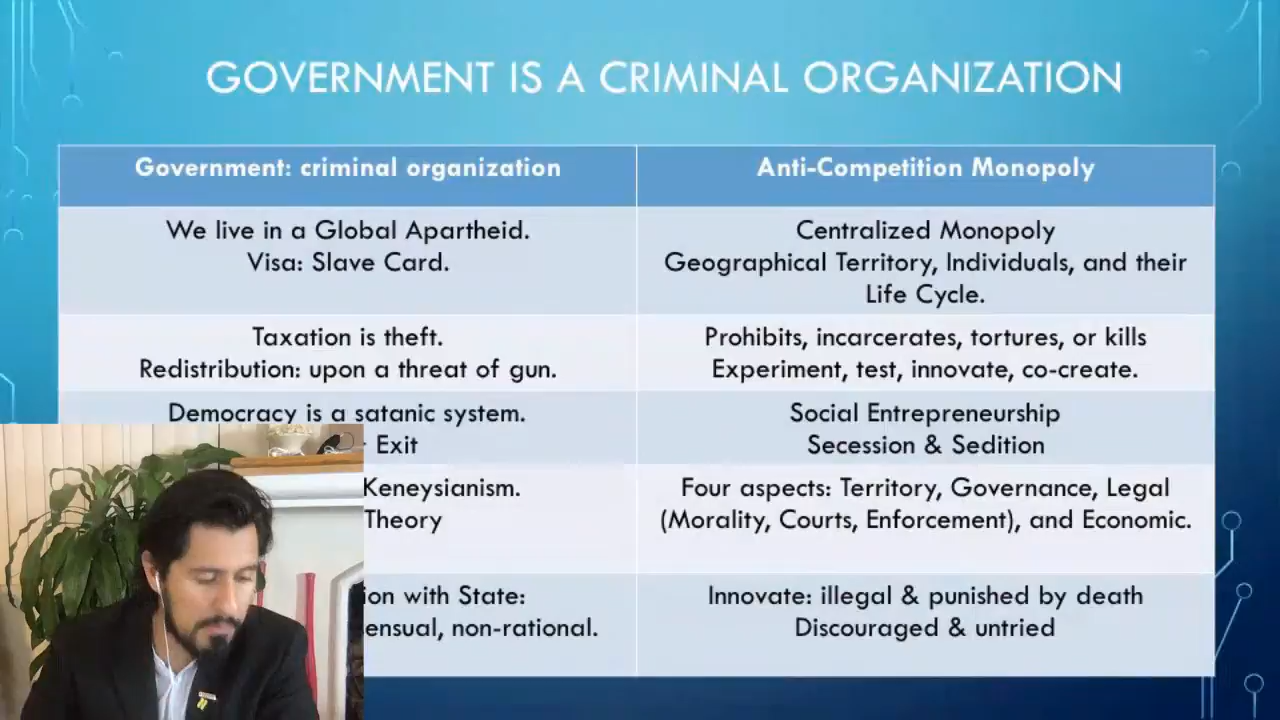 GOVERNMENT IS A CRIMINAL ORGANIZATION
Government: criminal organization
Anti-Competition Monopoly
We live in a Global Apartheid.
Visa: Slave Card.
Centralized Monopoly
Geographical Territory, Individuals, and their
Life Cycle.
Taxation is theft.
Redistribution: upon a threat of gun.
Prohibits, incarcerates, tortures, or kills
Experiment, test, innovate, co-create.
Democracy is a satanic system.
Exit
Social Entrepreneurship
Secession & Sedition
Keneysianism.
Theory
Four aspects: Territory, Governance, Legal
(Morality, Courts, Enforcement), and Economic.
with State:
non-rational.
Innovate: illegal & punished by death
Discouraged & untried